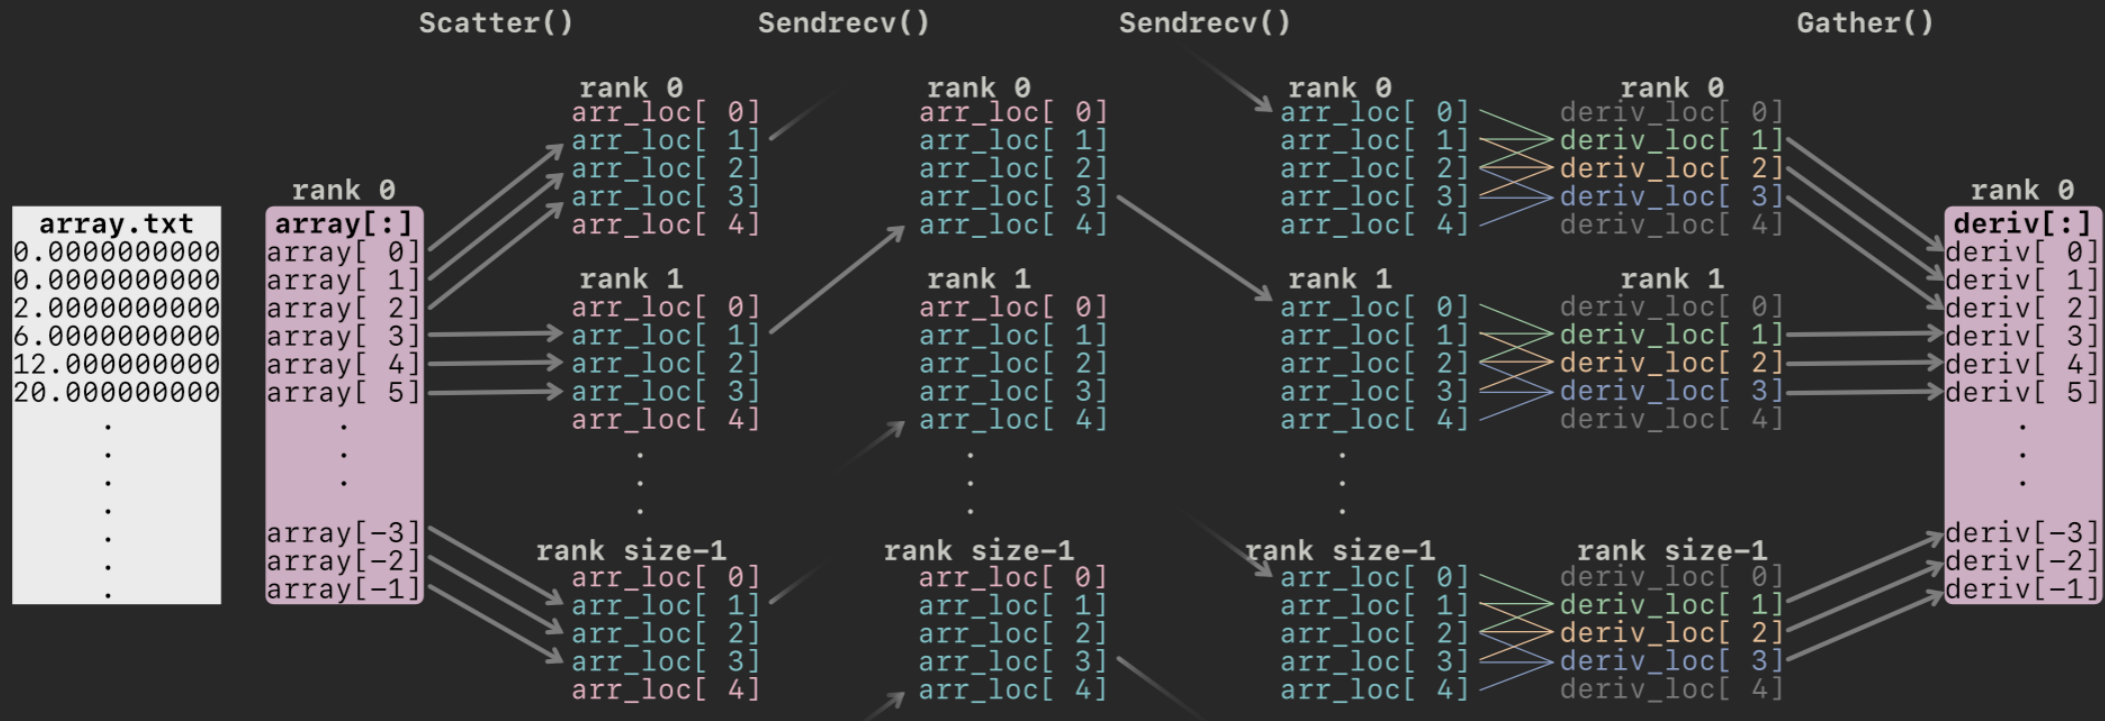 Scatter()
Sendrecv()
Sendrecv()
Gather()
array.txt
0.0000000000
0.0000000000
2.0000000000
6.0000000000
12.000000000
20.000000000
.
.
.
.
.
.
.
rank 0
array[:]
array[ 0]
array[ 1]
array[ 2]
array[ 3]
array[ 4]
array[ 5]
.
.
.
array[-3]
array[-2]
array[-1]
rank 0
arr_loc[ 0]
arr_loc[ 1]
arr_loc[ 2]
arr_loc[ 3]
arr_loc[ 4]
rank 1
arr_loc[ 0]
arr_loc[ 1]
arr_loc[ 2]
arr_loc[ 3]
arr_loc[ 4]
.
.
.
rank size-1
arr_loc[ 0]
arr_loc[ 1]
arr_loc[ 2]
arr_loc[ 3]
arr_loc[ 4]
rank 0
arr_loc[ 0]
arr_loc[ 1]
arr_loc[ 2]
arr_loc[ 3]
arr_loc[ 4]
rank 1
arr_loc[ 0]
arr_loc[ 1]
arr_loc[ 2]
arr_loc[ 3]
arr_loc[ 4]
.
.
.
rank size-1
arr_loc[ 0]
arr_loc[ 1]
arr_loc[ 2]
arr_loc[ 3]
arr_loc[ 4]
rank 0
arr_loc[ 0]
arr_loc[ 1]
arr_loc[ 2]
arr_loc[ 3]
arr_loc[ 4]
rank 1
arr_loc[ 0]
arr_loc[ 1]
arr_loc[ 2]
arr_loc[ 3]
arr_loc[ 4]
.
.
.
rank size-1
arr_loc[ 0]
arr_loc[ 1]
arr_loc[ 2]
arr_loc[ 3]
arr_loc[ 4]
rank 0
deriv_loc[ 0]
deriv_loc[ 1]
deriv_loc[ 2]
deriv_loc[ 3]
deriv_loc[ 4]
rank 1
deriv_loc[ 0]
deriv_loc[ 1]
deriv_loc[ 2]
deriv_loc[ 3]
deriv_loc[ 4]
rank size-1
deriv_loc[ 0]
deriv_loc[ 1]
deriv_loc[ 2]
deriv_loc[ 3]
deriv_loc[ 4]
rank 0
deriv[:]
deriv[ 0]
deriv[ 1]
deriv[ 2]
deriv[ 3]
deriv[ 4]
deriv[ 5]
.
.
.
deriv[-3]
deriv[-2]
deriv[-1]